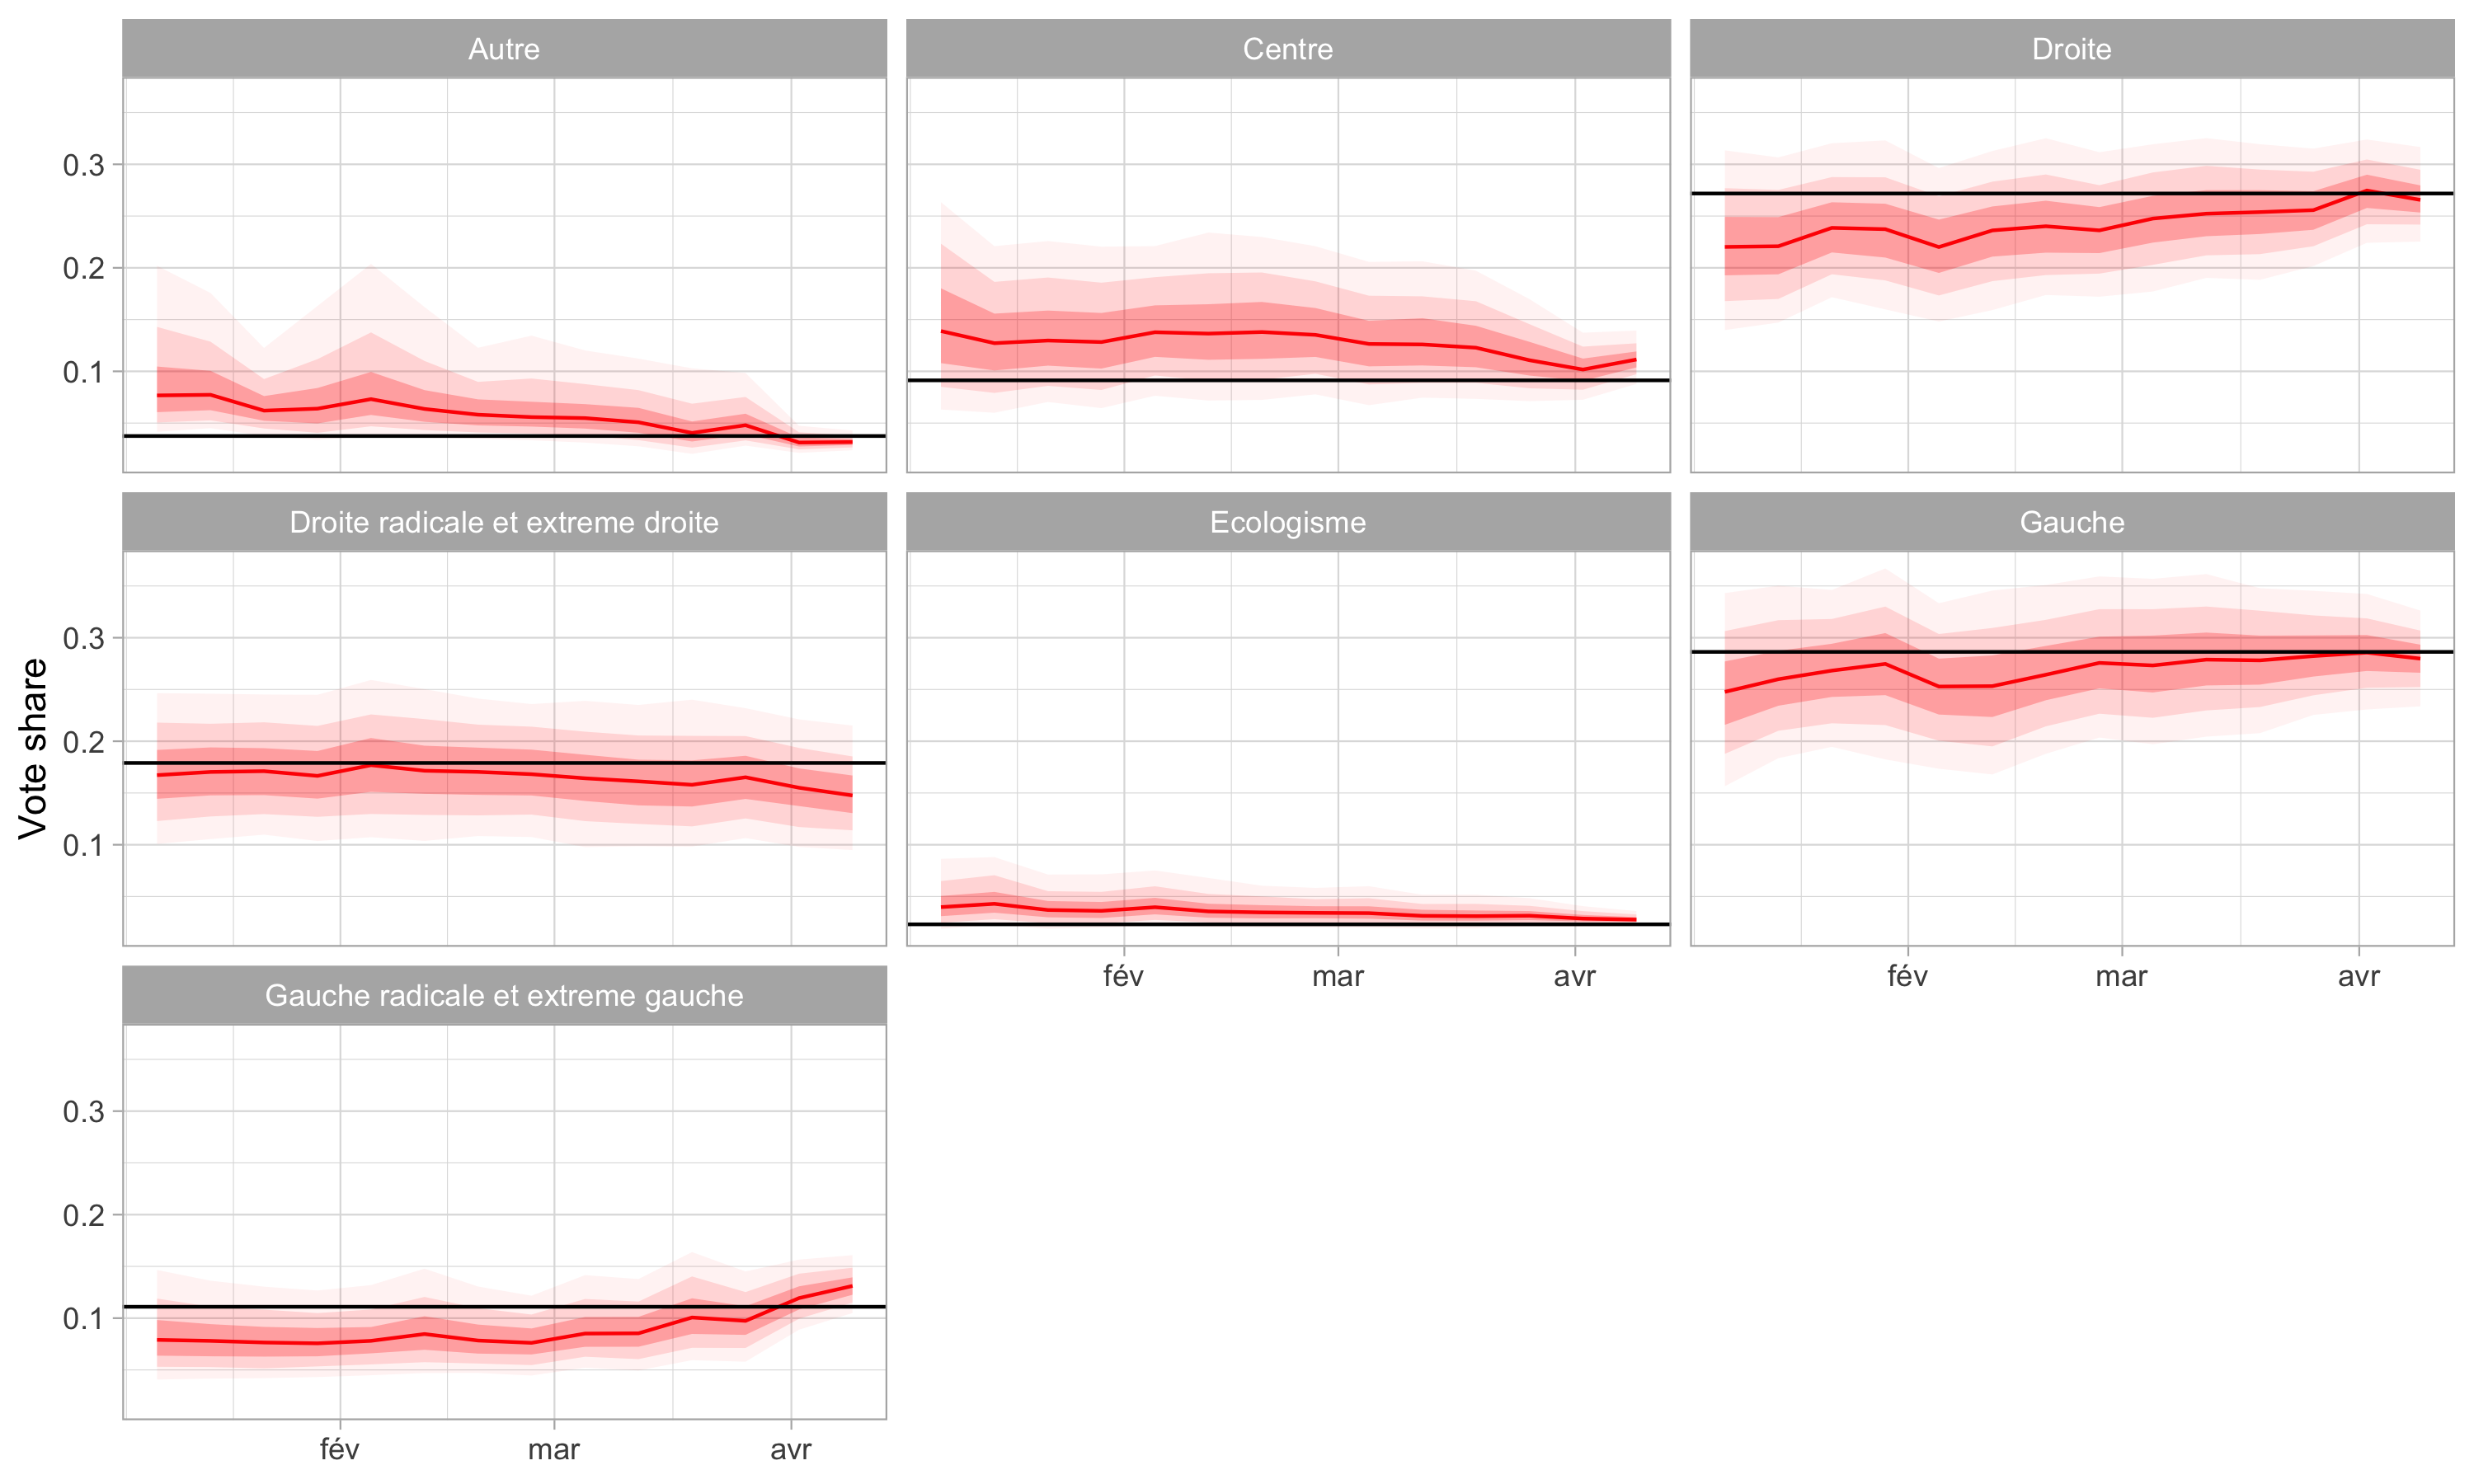 Autre
Centre
Droite
0.3
0.2
0.1
Droite radicale et extreme droite
Ecologisme
Gauche
Vote share
0.3
0.2
0.1
fév mar avr
fév mar avr
Gauche radicale et extreme gauche
0.3
0.2
0.1
fév mar avr